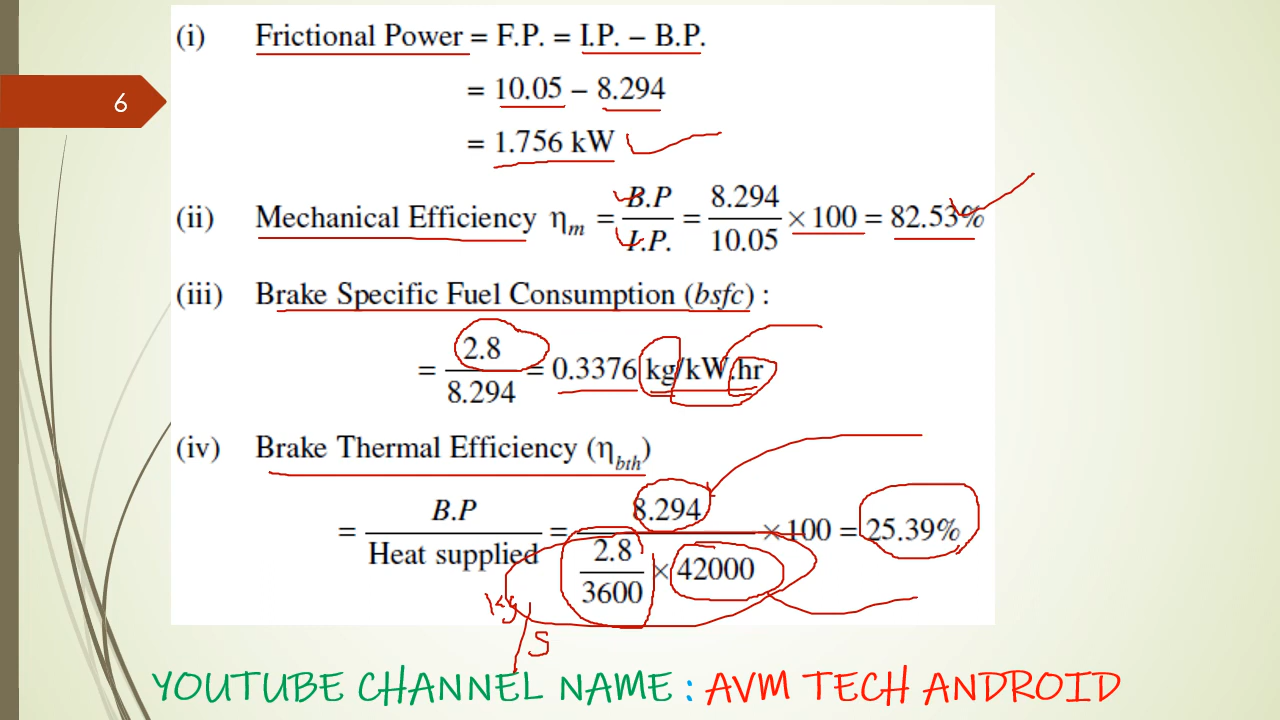 6
(i) Frictional Power = F.P. = I.P. − B.P.
= 10.05 − 8.294
= 1.756 kW
(ii) Mechanical Efficiency ηm = B.P / I.P. = 8.294 / 10.05 × 100 = 82.53%
(iii) Brake Specific Fuel Consumption (bsfc) :
= 2.8 / 8.294 = 0.3376 kg/kW.hr
(iv) Brake Thermal Efficiency (ηbth)
= B.P / Heat supplied = 8.294 / (2.8 / 3600 × 42000) × 100 = 25.39%
kg/s
YOUTUBE CHANNEL NAME : AVM TECH ANDROID